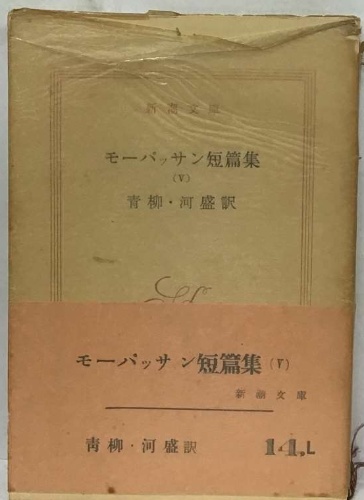 新潮文庫
モーパッサン短篇集
(V)
青柳・河盛訳
モーパッサン短篇集(V)
新潮文庫
青柳・河盛訳 14.L